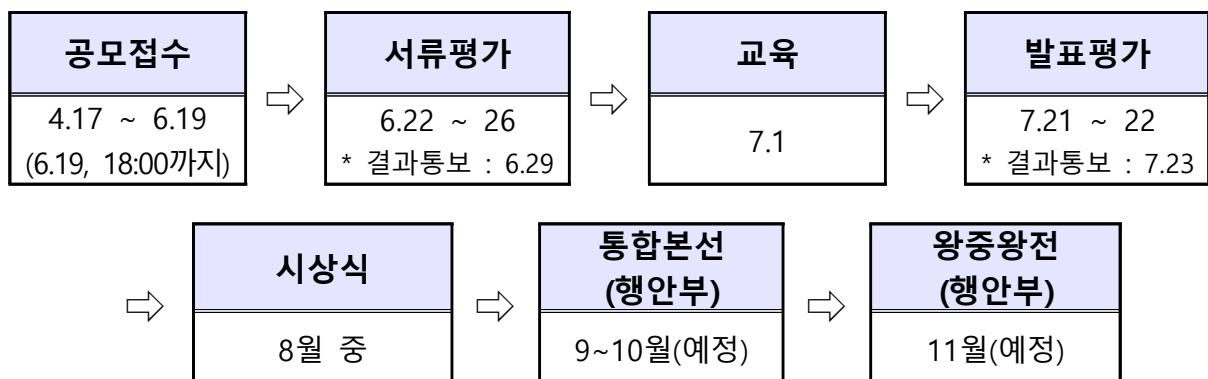 공모접수
4.17 ~ 6.19
(6.19, 18:00까지)
⇨
서류평가
6.22 ~ 26
* 결과통보 : 6.29
⇨
교육
7.1
⇨
발표평가
7.21 ~ 22
* 결과통보 : 7.23
⇨
시상식
8월 중
⇨
통합본선
(행안부)
9~10월(예정)
⇨
왕중왕전
(행안부)
11월(예정)